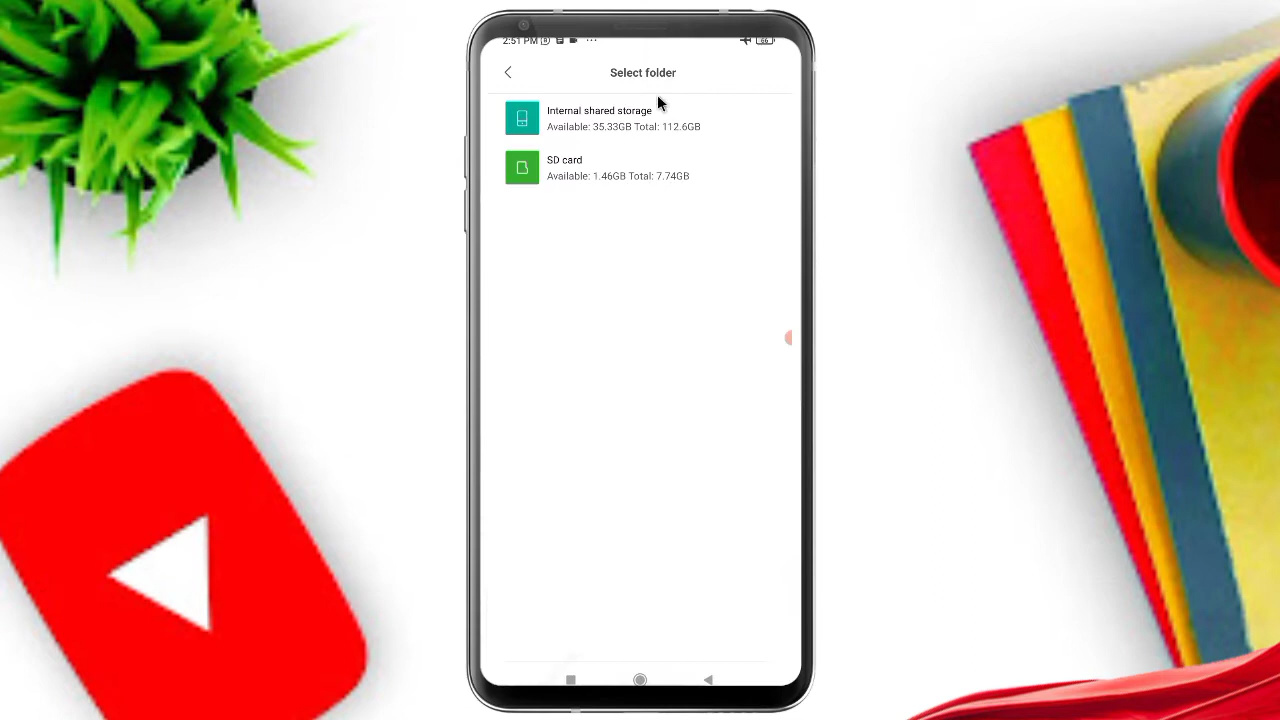 2:51 PM
66
Select folder
Internal shared storage
Available: 35.33GB Total: 112.6GB
SD card
Available: 1.46GB Total: 7.74GB